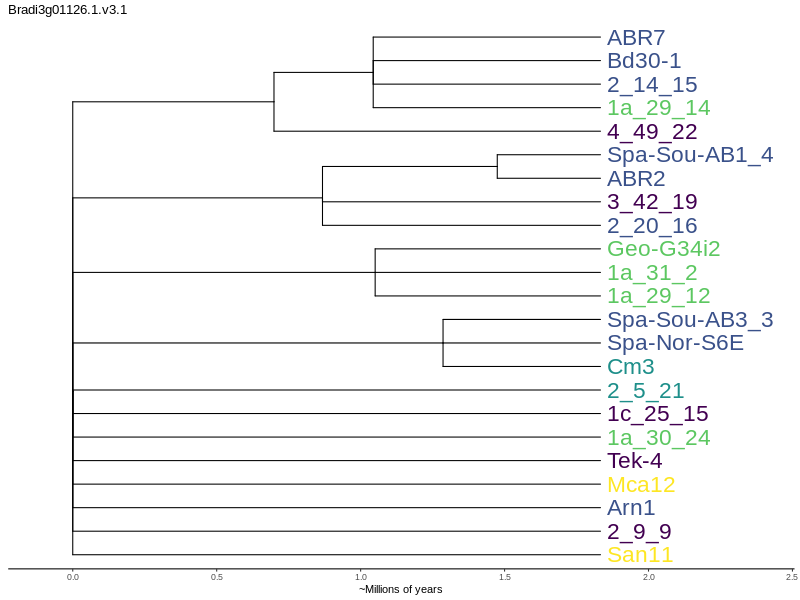 Bradi3g01126.1.v3.1
ABR7
Bd30-1
2_14_15
1a_29_14
4_49_22
Spa-Sou-AB1_4
ABR2
3_42_19
2_20_16
Geo-G34i2
1a_31_2
1a_29_12
Spa-Sou-AB3_3
Spa-Nor-S6E
Cm3
2_5_21
1c_25_15
1a_30_24
Tek-4
Mca12
Arn1
2_9_9
San11
0.0 0.5 1.0 1.5 2.0 2.5
~Millions of years